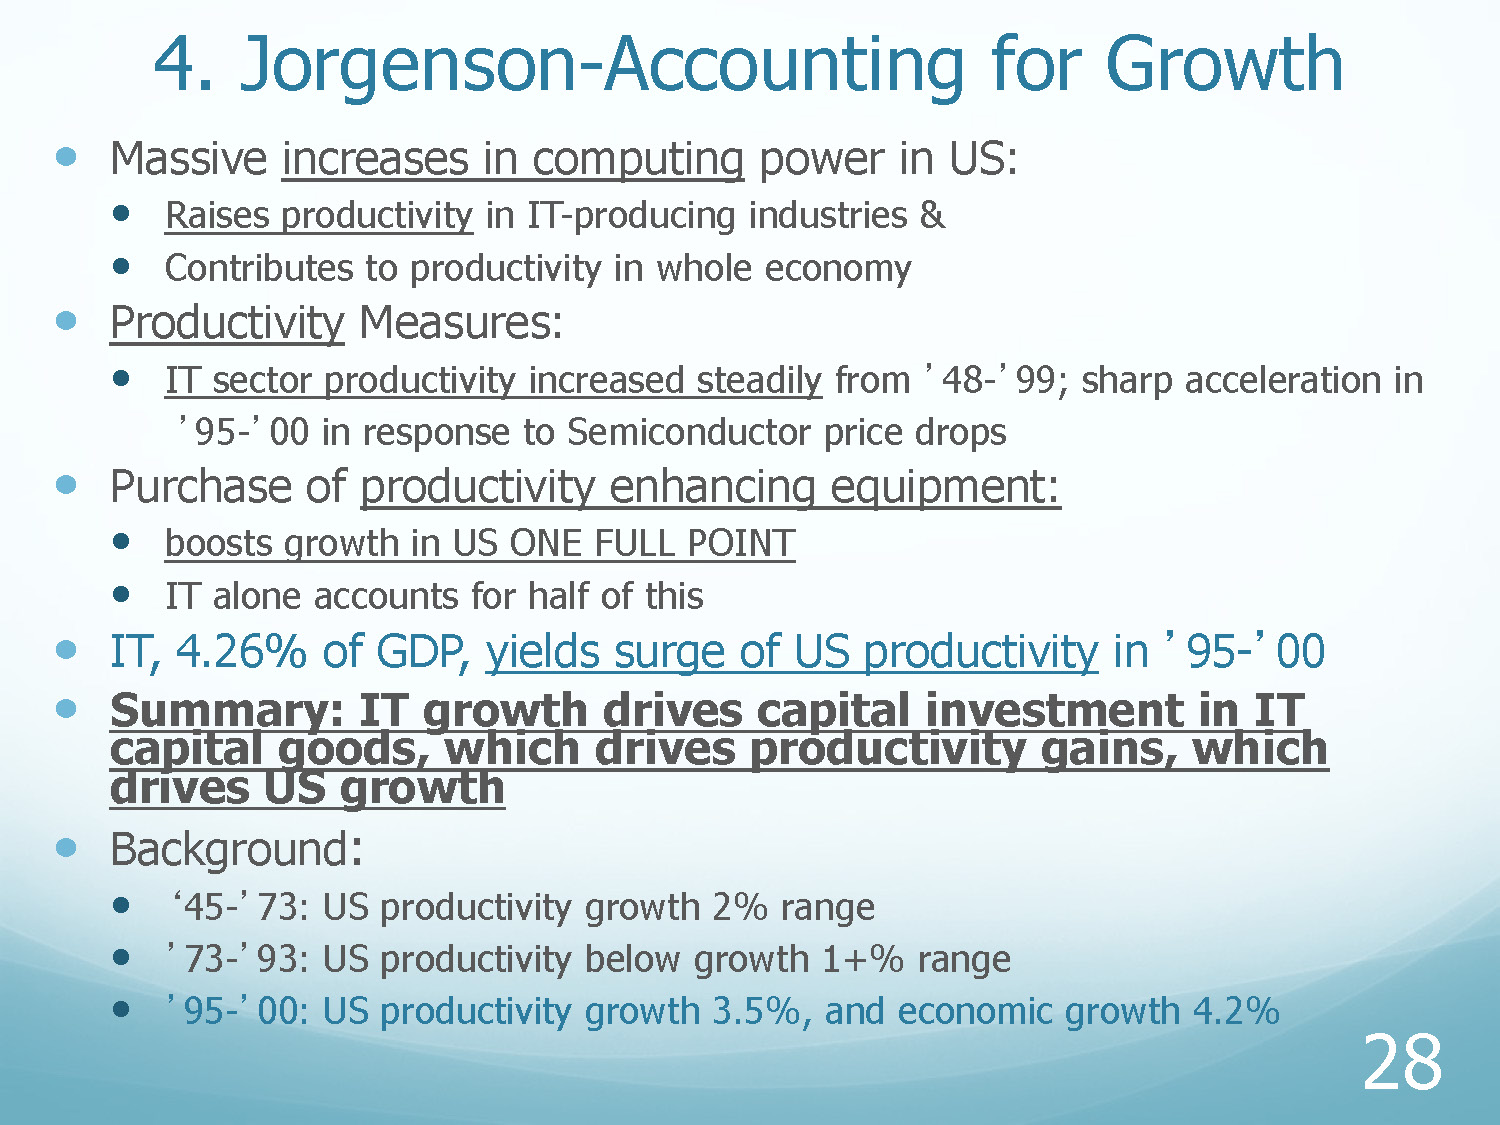 4. Jorgenson-Accounting for Growth
• Massive increases in computing power in US:
• Raises productivity in IT-producing industries &
• Contributes to productivity in whole economy
• Productivity Measures:
• IT sector productivity increased steadily from ’48-’99; sharp acceleration in
’95-’00 in response to Semiconductor price drops
• Purchase of productivity enhancing equipment:
• boosts growth in US ONE FULL POINT
• IT alone accounts for half of this
• IT, 4.26% of GDP, yields surge of US productivity in ’95-’00
• Summary: IT growth drives capital investment in IT
capital goods, which drives productivity gains, which
drives US growth
• Background:
• ‘45-’73: US productivity growth 2% range
• ’73-’93: US productivity below growth 1+% range
• ’95-’00: US productivity growth 3.5%, and economic growth 4.2%
28